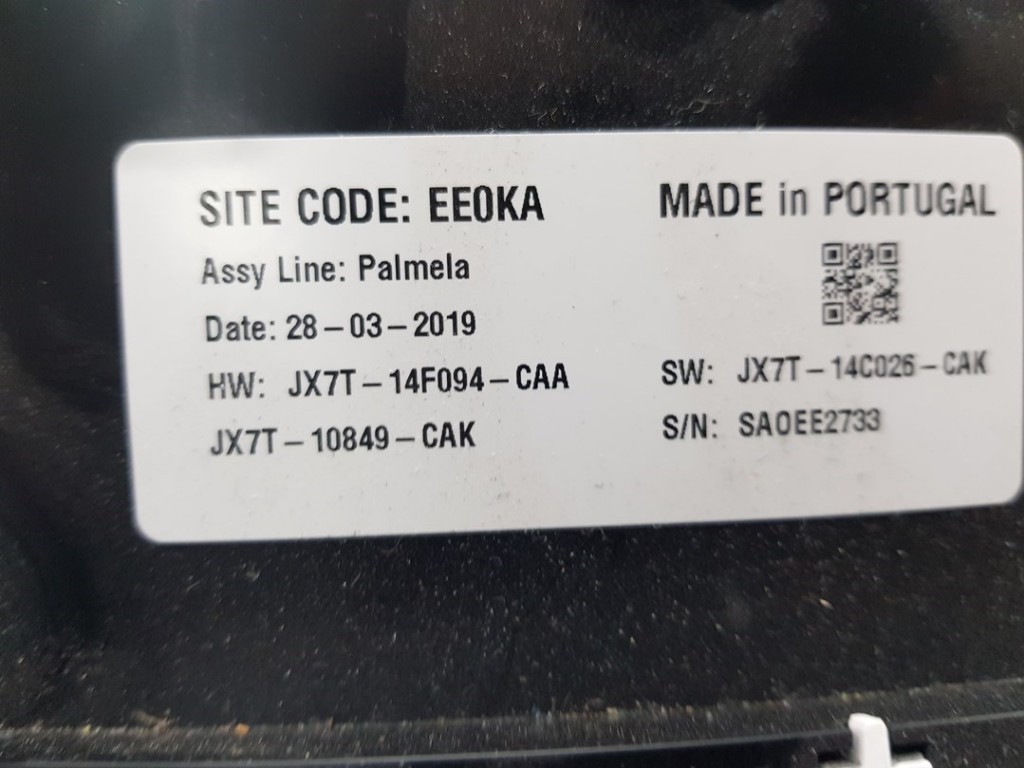 SITE CODE: EE0KA
MADE in PORTUGAL
Assy Line: Palmela
Date: 28-03-2019
HW: JX7T-14F094-CAA
SW: JX7T-14C026-CAK
JX7T-10849-CAK
S/N: SA0EE2733